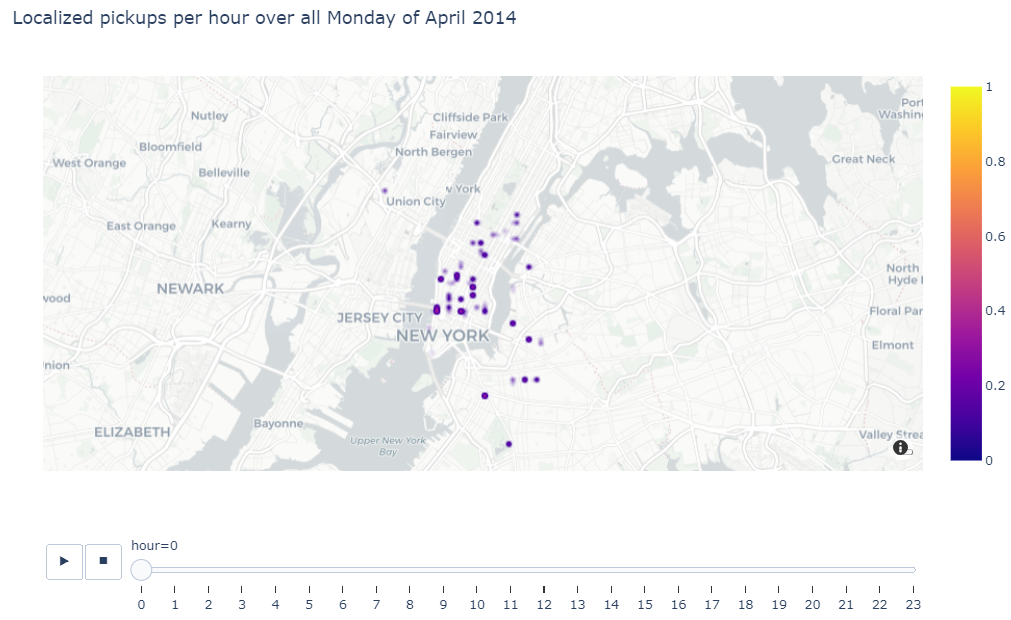 Localized pickups per hour over all Monday of April 2014
Nutley
Cliffside Park
Port
Washin
Fairview
Bloomfield
North Bergen
West Orange
Great Neck
Belleville
w York
Union City
East Orange
Kearny
North
Hyde
NEWARK
wood
JERSEY CITY
Floral Par
NEW YORK
Elmont
nion
Bayonne
ELIZABETH
Upper New York
Bay
Valley Strea
1
0.8
0.6
0.4
0.2
0
hour=0
0 1 2 3 4 5 6 7 8 9 10 11 12 13 14 15 16 17 18 19 20 21 22 23